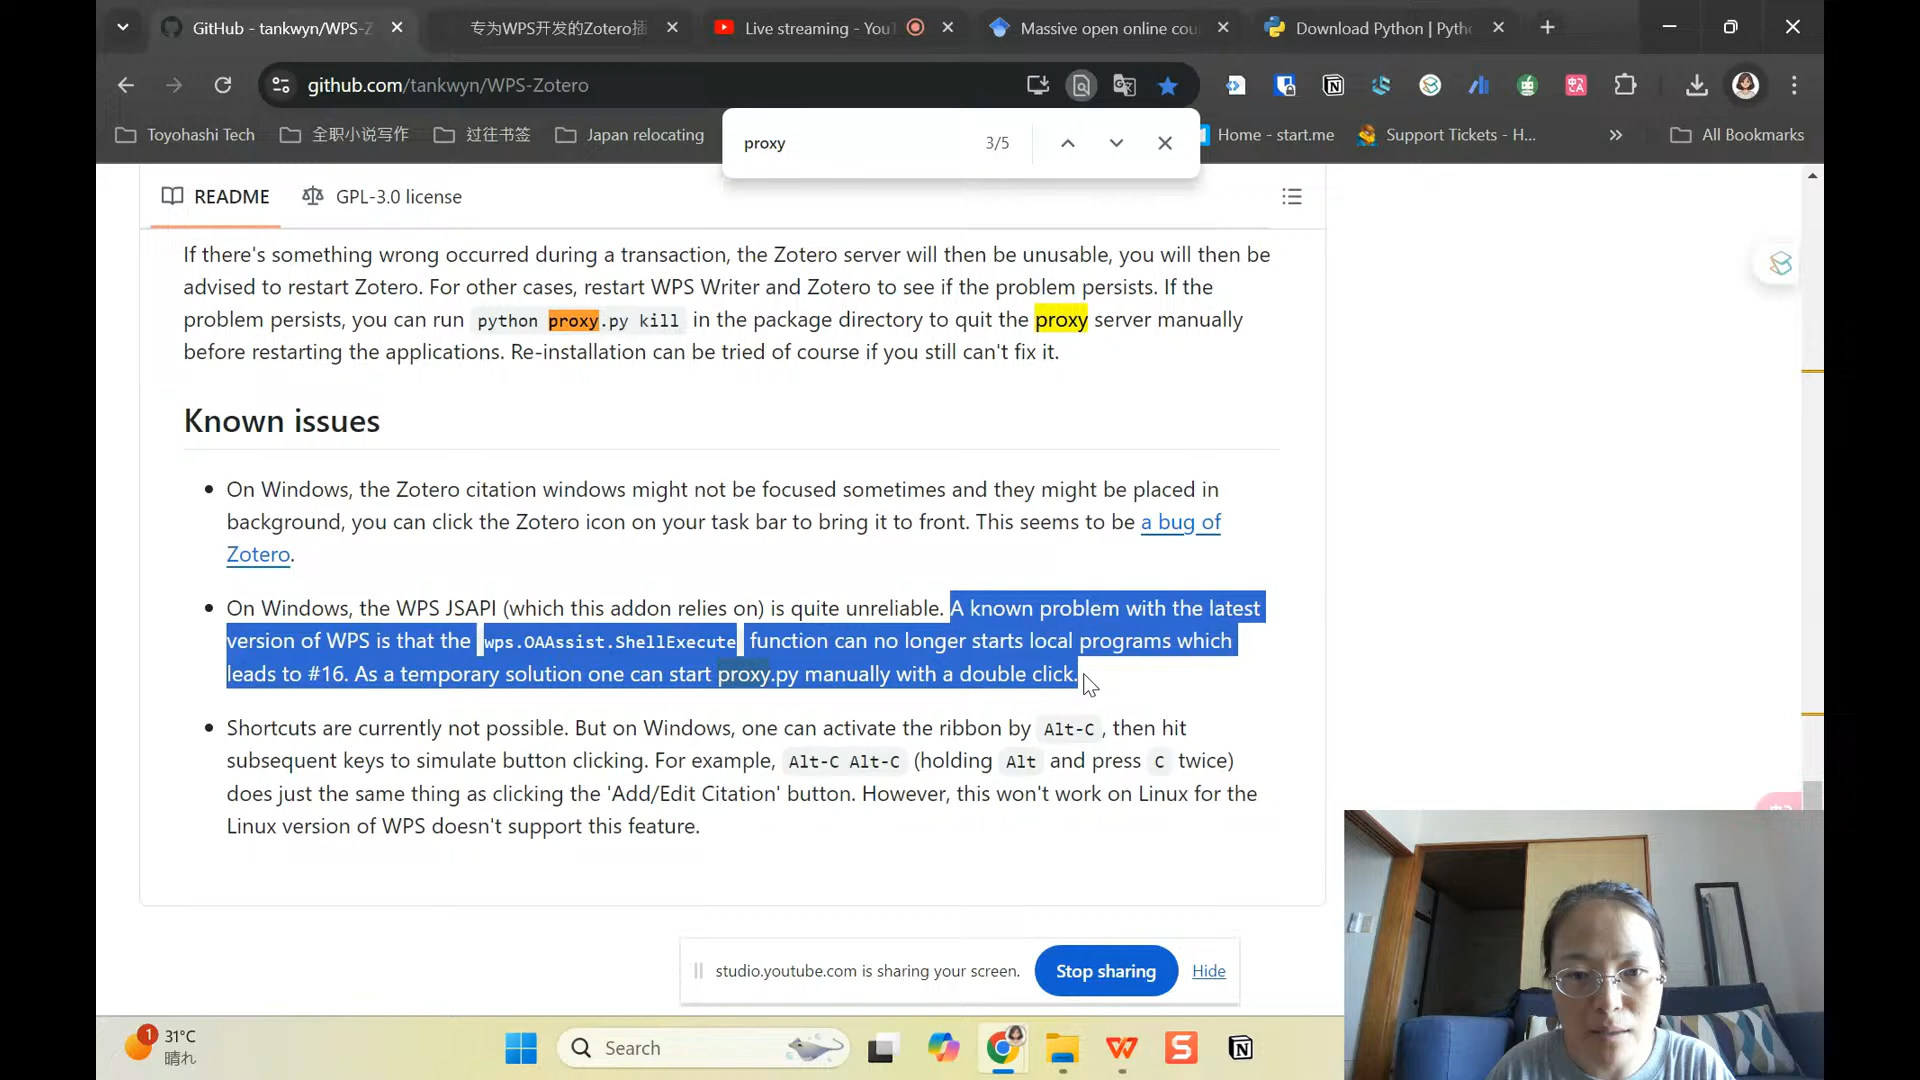 GitHub - tankwyn/WPS-Z
专为WPS开发的Zotero插
Live streaming - You
Massive open online cou
Download Python | Pyth
github.com/tankwyn/WPS-Zotero
Toyohashi Tech
全职小说写作
过往书签
Japan relocating
Home - start.me
Support Tickets - H...
All Bookmarks
proxy
3/5
README
GPL-3.0 license
If there's something wrong occurred during a transaction, the Zotero server will then be unusable, you will then be
advised to restart Zotero. For other cases, restart WPS Writer and Zotero to see if the problem persists. If the
problem persists, you can run python proxy.py kill in the package directory to quit the proxy server manually
before restarting the applications. Re-installation can be tried of course if you still can't fix it.
Known issues
On Windows, the Zotero citation windows might not be focused sometimes and they might be placed in
background, you can click the Zotero icon on your task bar to bring it to front. This seems to be a bug of
Zotero.
On Windows, the WPS JSAPI (which this addon relies on) is quite unreliable. A known problem with the latest
version of WPS is that the wps.OAAssist.ShellExecute function can no longer starts local programs which
leads to #16. As a temporary solution one can start proxy.py manually with a double click.
Shortcuts are currently not possible. But on Windows, one can activate the ribbon by Alt-C, then hit
subsequent keys to simulate button clicking. For example, Alt-C Alt-C (holding Alt and press C twice)
does just the same thing as clicking the 'Add/Edit Citation' button. However, this won't work on Linux for the
Linux version of WPS doesn't support this feature.
studio.youtube.com is sharing your screen.
Stop sharing
Hide
1
31°C
晴れ
Search